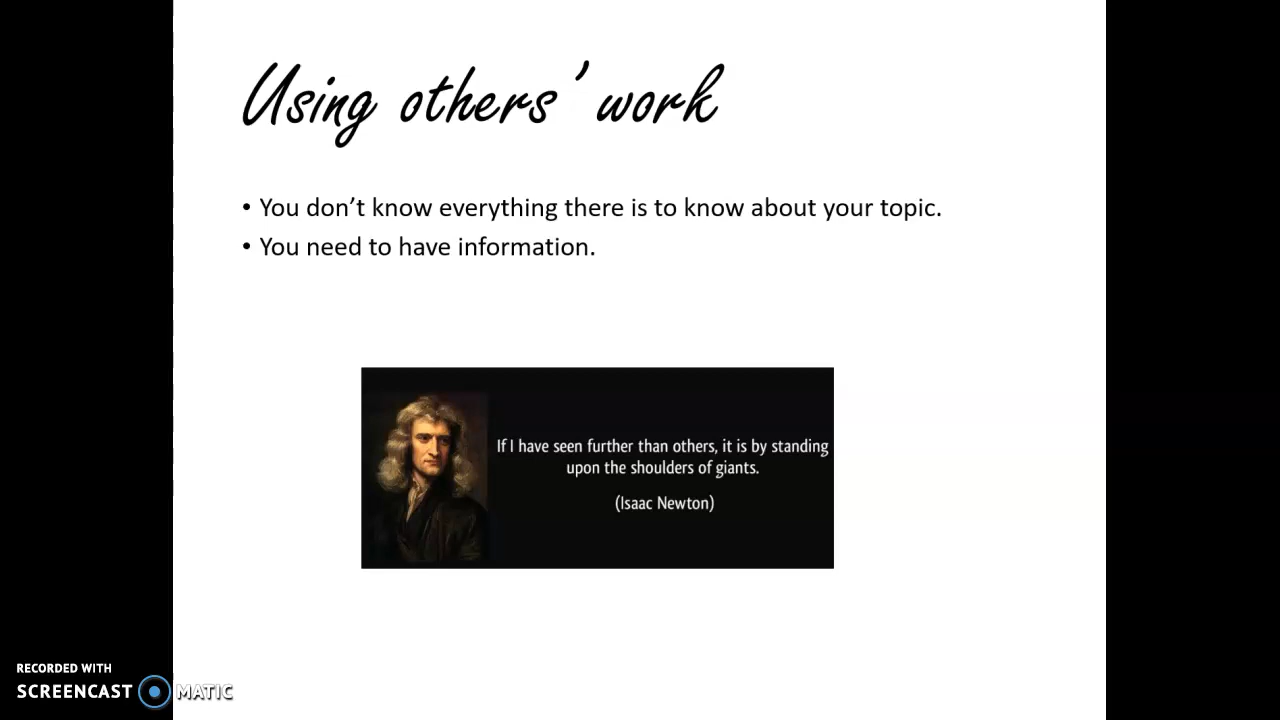 Using others’ work
• You don’t know everything there is to know about your topic.
• You need to have information.
If I have seen further than others, it is by standing
upon the shoulders of giants.
(Isaac Newton)
RECORDED WITH
SCREENCAST MATIC